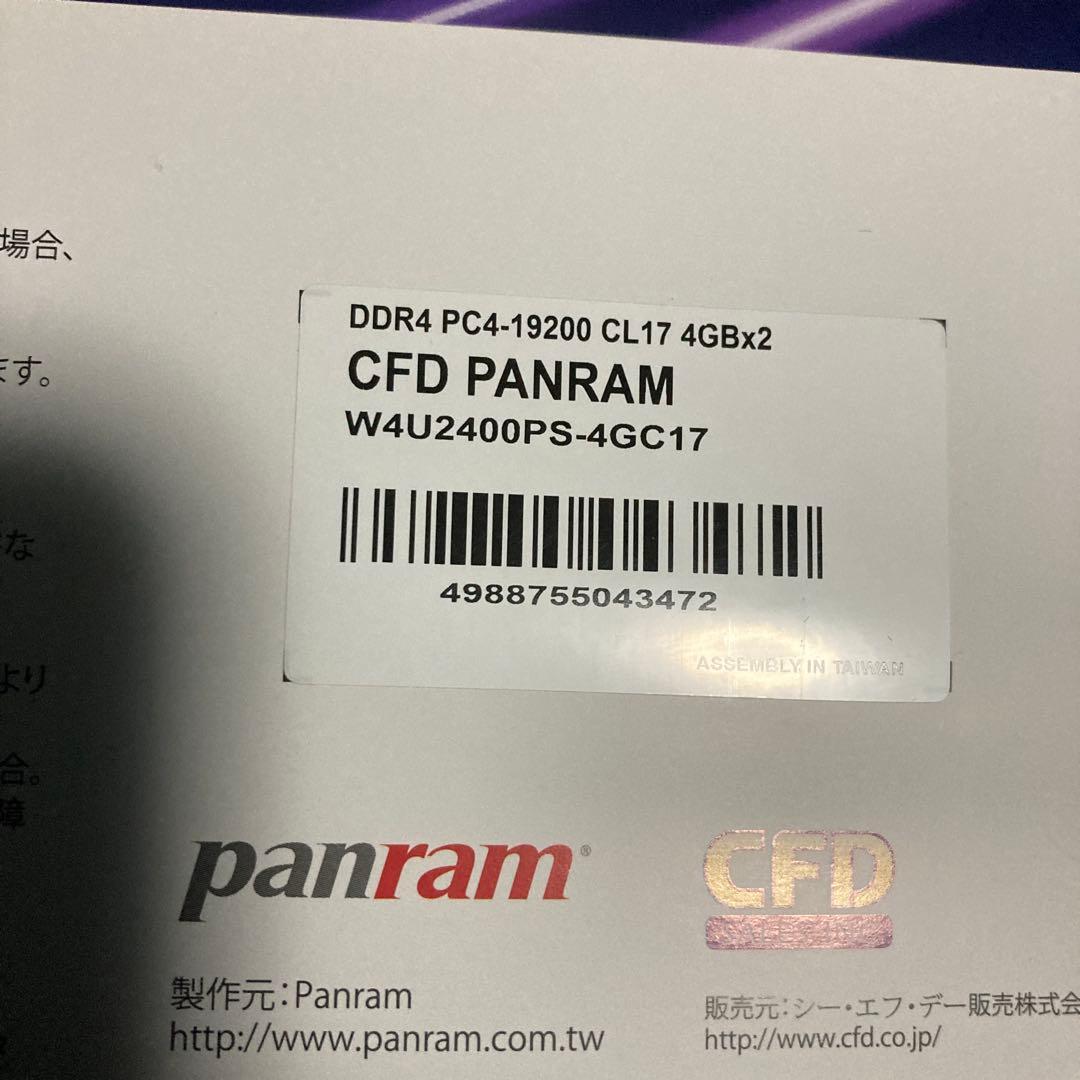 場合、
ます。
な
より
合。
障
DDR4 PC4-19200 CL17 4GBx2
CFD PANRAM
W4U2400PS-4GC17
4988755043472
ASSEMBLY IN TAIWAN
panram®
CFD
製作元：Panram
http://www.panram.com.tw
販売元：シー・エフ・デー販売株式会
http://www.cfd.co.jp/